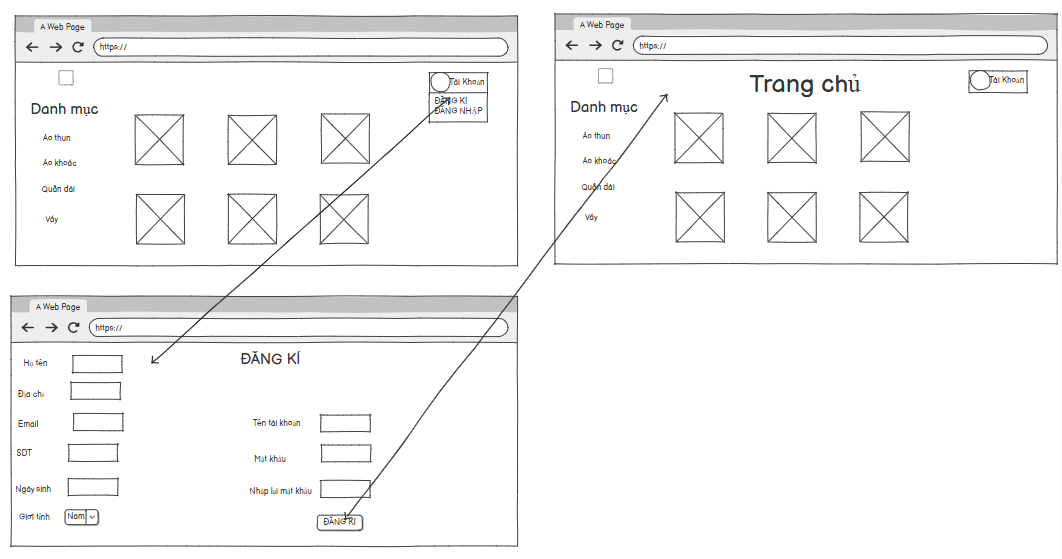 A Web Page
https://
Tài Khoản
ĐĂNG KÍ
ĐĂNG NHẬP
Danh mục
Áo thun
Áo khoác
Quần dài
Váy
A Web Page
https://
Trang chủ
Tài Khoản
Danh mục
Áo thun
Áo khoác
Quần dài
Váy
A Web Page
https://
ĐĂNG KÍ
Họ tên
Địa chỉ
Email
SDT
Ngày sinh
Giới tính
Nam
Tên tài khoản
Mật khẩu
Nhập lại mật khẩu
ĐĂNG KÍ